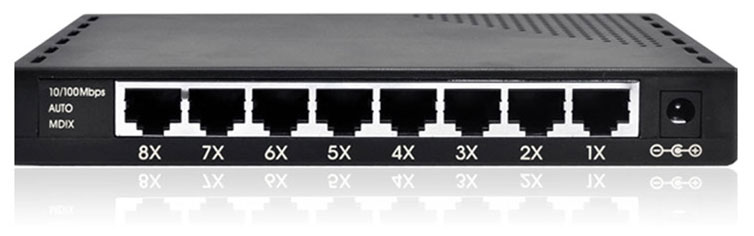 10/100Mbps
AUTO
MDIX
8X 7X 6X 5X 4X 3X 2X 1X